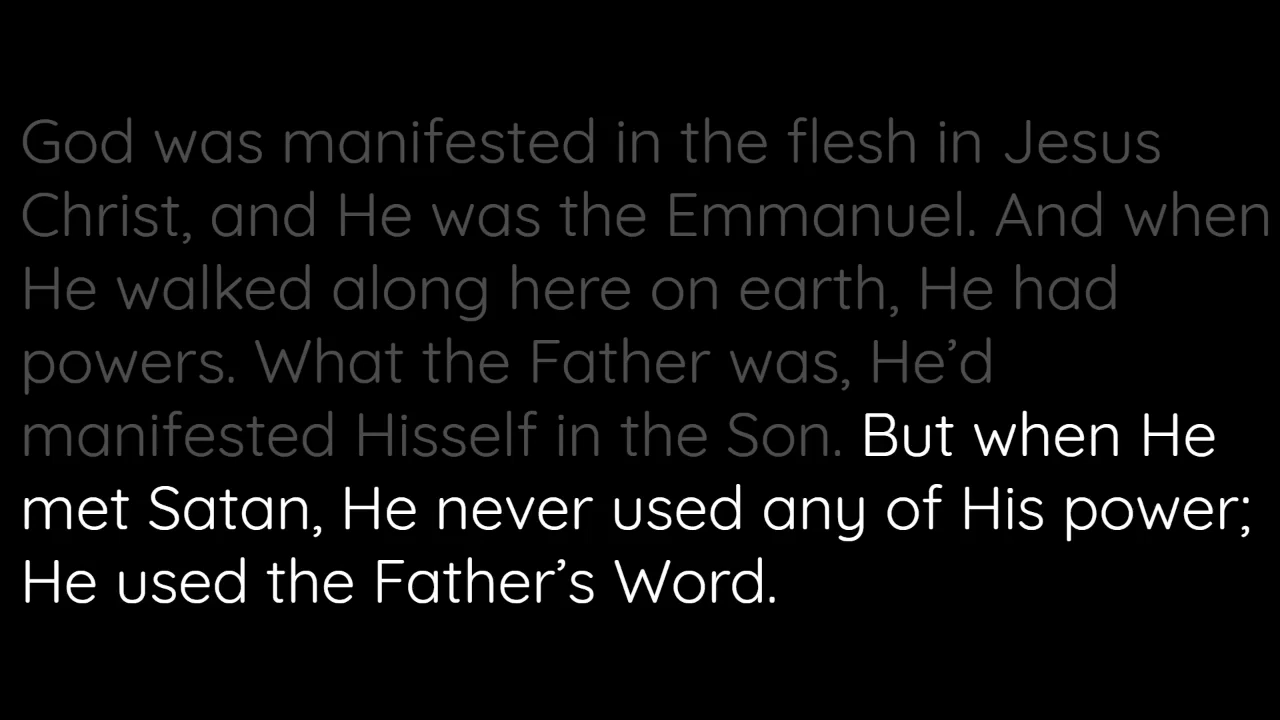 God was manifested in the flesh in Jesus
Christ, and He was the Emmanuel. And when
He walked along here on earth, He had
powers. What the Father was, He’d
manifested Hisself in the Son. But when He
met Satan, He never used any of His power;
He used the Father’s Word.